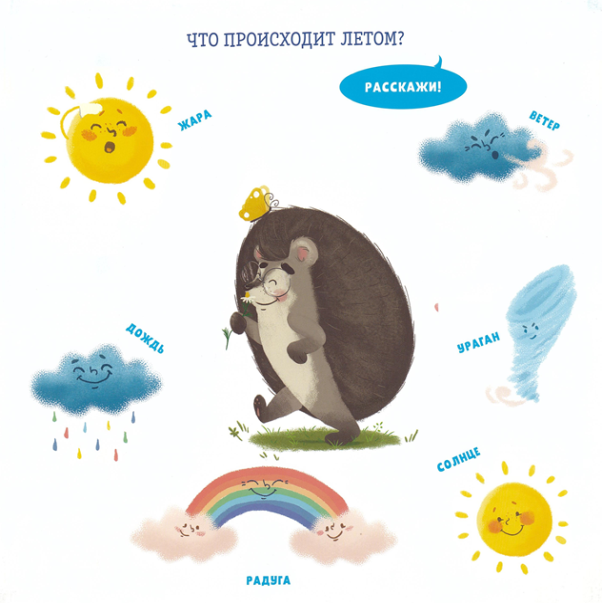 ЧТО ПРОИСХОДИТ ЛЕТОМ?
РАССКАЖИ!
ЖАРА
ВЕТЕР
ДОЖДЬ
УРАГАН
СОЛНЦЕ
РАДУГА